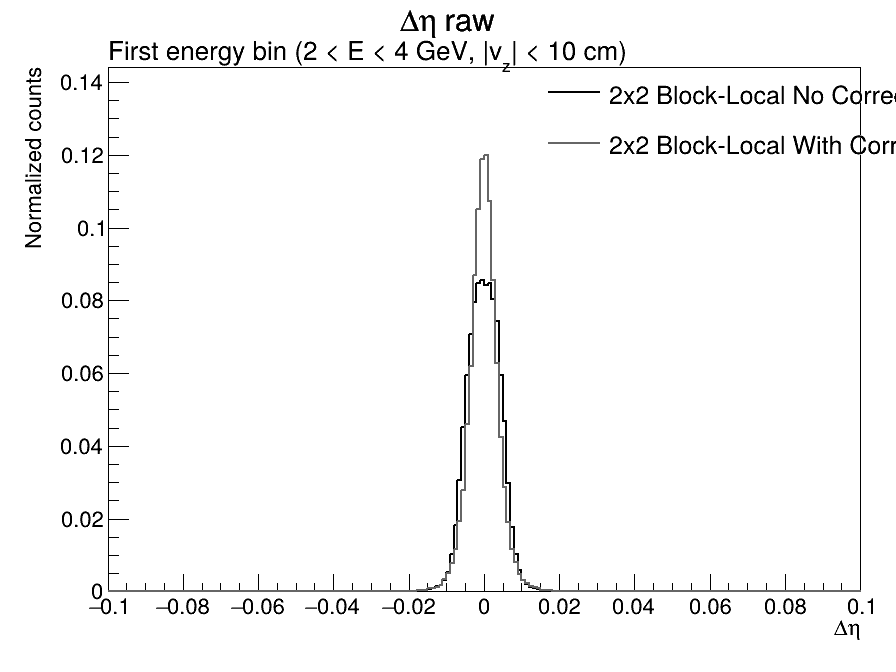 Δη raw
First energy bin (2 < E < 4 GeV, |vz| < 10 cm)
Normalized counts
0.14
0.12
0.1
0.08
0.06
0.04
0.02
0
2x2 Block-Local No Corre
2x2 Block-Local With Corr
−0.1 −0.08 −0.06 −0.04 −0.02 0 0.02 0.04 0.06 0.08 0.1
Δη